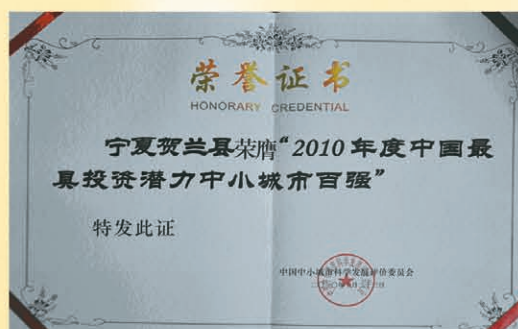 荣誉证书
HONORARY CREDENTIAL
宁夏贺兰县荣膺“2010年度中国最
具投资潜力中小城市百强”
特发此证
中国中小城市科学发展评价委员会